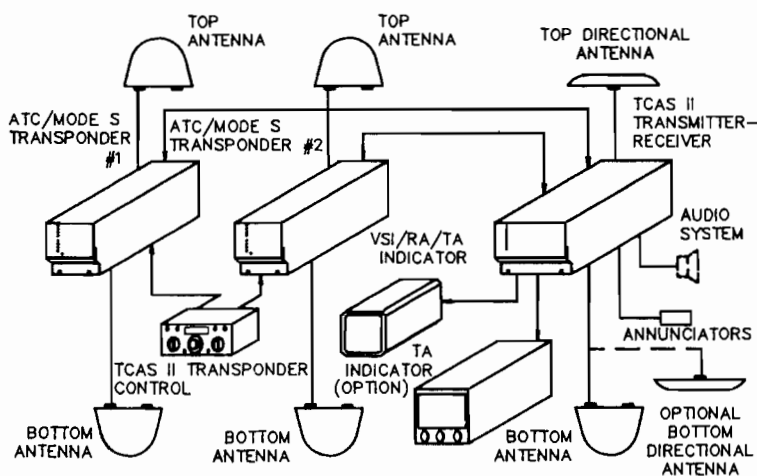 TOP
ANTENNA
TOP
ANTENNA
TOP DIRECTIONAL
ANTENNA
ATC/MODE S
TRANSPONDER
#1
ATC/MODE S
TRANSPONDER
#2
TCAS II
TRANSMITTER—
RECEIVER
VSI/RA/TA
INDICATOR
AUDIO
SYSTEM
TCAS II TRANSPONDER
CONTROL
TA
INDICATOR
(OPTION)
ANNUNCIATORS
BOTTOM
ANTENNA
BOTTOM
ANTENNA
BOTTOM
ANTENNA
OPTIONAL
BOTTOM
DIRECTIONAL
ANTENNA